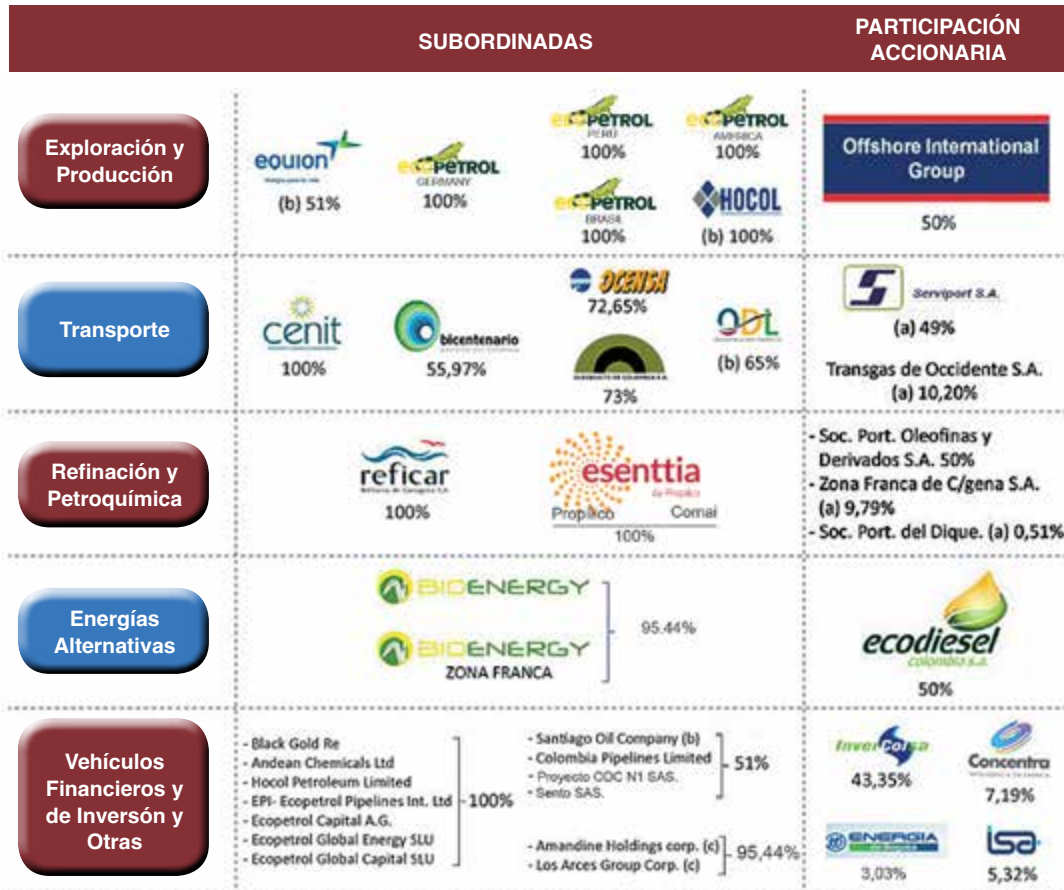 SUBORDINADAS
PARTICIPACIÓN
ACCIONARIA
Exploración y
Producción
equion
(b) 51%
ecopetrol
GERMANY
100%
ecopetrol
PERÚ
100%
ecopetrol
AMERICA
100%
ecopetrol
BRASIL
100%
HOCOL
(b) 100%
Offshore International
Group
50%
Transporte
cenit
100%
bicentenario
55,97%
OCENSA
72,65%
73%
ODL
(b) 65%
Serviport S.A.
(a) 49%
Transgas de Occidente S.A.
(a) 10,20%
Refinación y
Petroquímica
reficar
Refinería de Cartagena S.A.
100%
esenttia
Propilco Comai
100%
- Soc. Port. Oleofinas y
Derivados S.A. 50%
- Zona Franca de C/gena S.A.
(a) 9,79%
- Soc. Port. del Dique. (a) 0,51%
Energías
Alternativas
BIOENERGY
BIOENERGY
ZONA FRANCA
95.44%
ecodiesel
colombia s.a.
50%
Vehículos
Financieros y
de Inversón y
Otras
- Black Gold Re
- Andean Chemicals Ltd
- Hocol Petroleum Limited
- EPI- Ecopetrol Pipelines Int. Ltd
- Ecopetrol Capital A.G.
- Ecopetrol Global Energy SLU
- Ecopetrol Global Capital SLU
100%
- Santiago Oil Company (b)
- Colombia Pipelines Limited
- Proyecto COC N1 SAS.
- Sento SAS.
51%
- Amandine Holdings corp. (c)
- Los Arces Group Corp. (c)
95,44%
InverColsa
43,35%
Concentra
7,19%
ENERGIA
3,03%
isa
5,32%